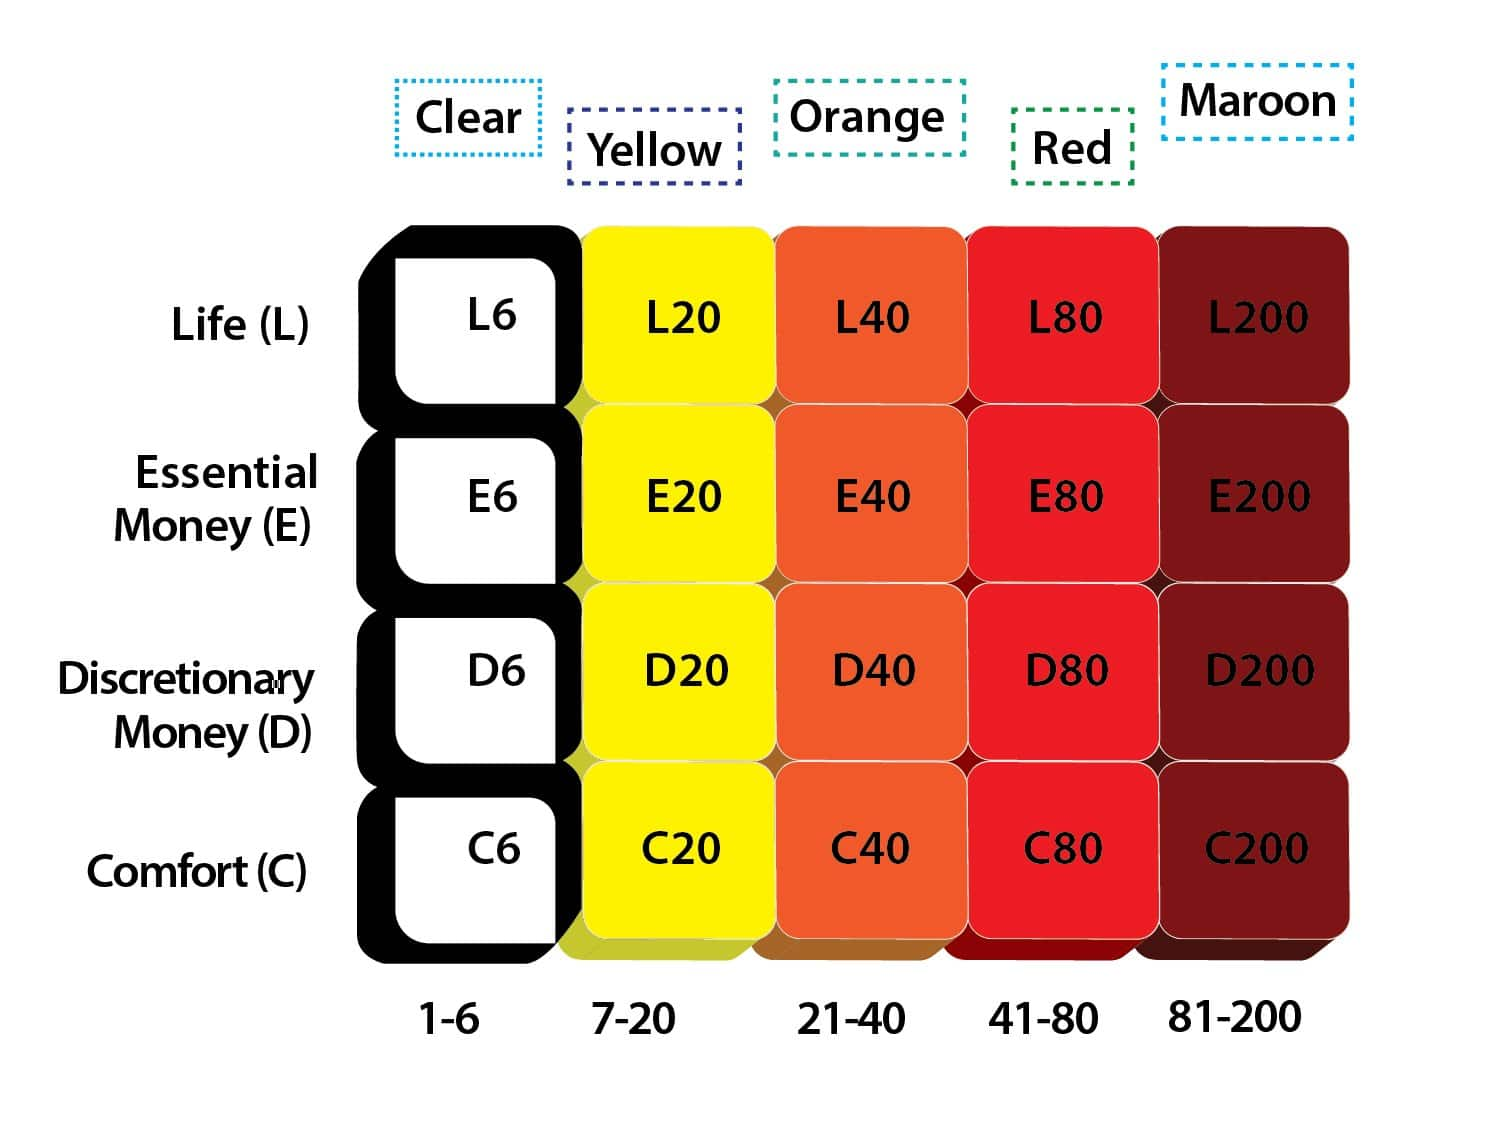 Clear
Yellow
Orange
Red
Maroon
Life (L)
L6
L20
L40
L80
L200
Essential
Money (E)
E6
E20
E40
E80
E200
Discretionary
Money (D)
D6
D20
D40
D80
D200
Comfort (C)
C6
C20
C40
C80
C200
1-6
7-20
21-40
41-80
81-200